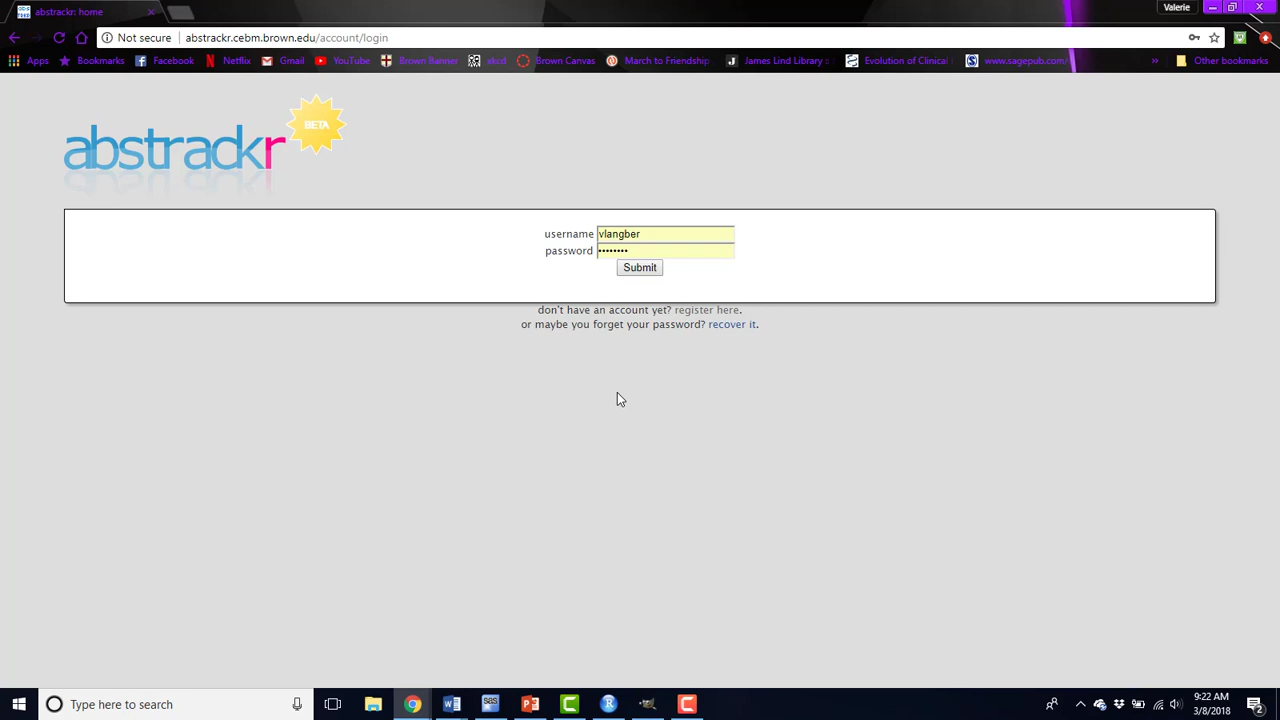 abstrackr: home
Valerie
Not secure | abstrackr.cebm.brown.edu/account/login
Apps Bookmarks Facebook Netflix Gmail YouTube Brown Banner xkcd Brown Canvas March to Friendship James Lind Library :: Evolution of Clinical www.sagepub.com/ » Other bookmarks
abstrackr BETA
username vlangber
password ••••••••
Submit
don't have an account yet? register here.
or maybe you forget your password? recover it.
Type here to search
9:22 AM
3/8/2018
2